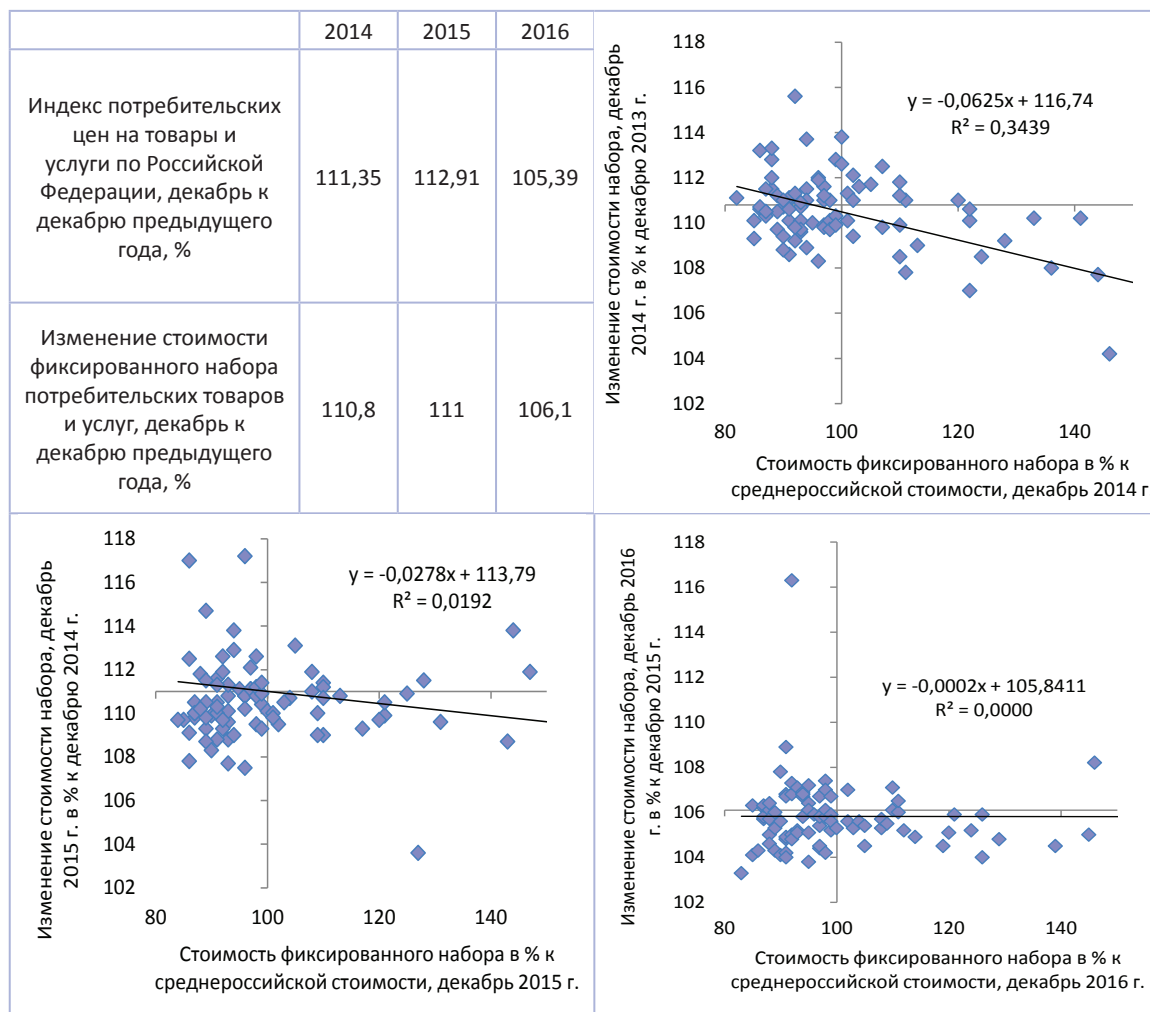 2014 2015 2016
Индекс потребительских
цен на товары и
услуги по Российской
Федерации, декабрь к
декабрю предыдущего
года, %
111,35 112,91 105,39
Изменение стоимости
фиксированного набора
потребительских товаров
и услуг, декабрь к
декабрю предыдущего
года, %
110,8 111 106,1
Изменение стоимости набора, декабрь
2014 г. в % к декабрю 2013 г.
118
116
114
112
110
108
106
104
102
y = -0,0625x + 116,74
R² = 0,3439
80 100 120 140
Стоимость фиксированного набора в % к
среднероссийской стоимости, декабрь 2014 г
Изменение стоимости набора, декабрь
2015 г. в % к декабрю 2014 г.
118
116
114
112
110
108
106
104
102
y = -0,0278x + 113,79
R² = 0,0192
80 100 120 140
Стоимость фиксированного набора в % к
среднероссийской стоимости, декабрь 2015 г.
Изменение стоимости набора, декабрь 2016
г. в % к декабрю 2015 г.
118
116
114
112
110
108
106
104
102
y = -0,0002x + 105,8411
R² = 0,0000
80 100 120 140
Стоимость фиксированного набора в % к
среднероссийской стоимости, декабрь 2016 г.